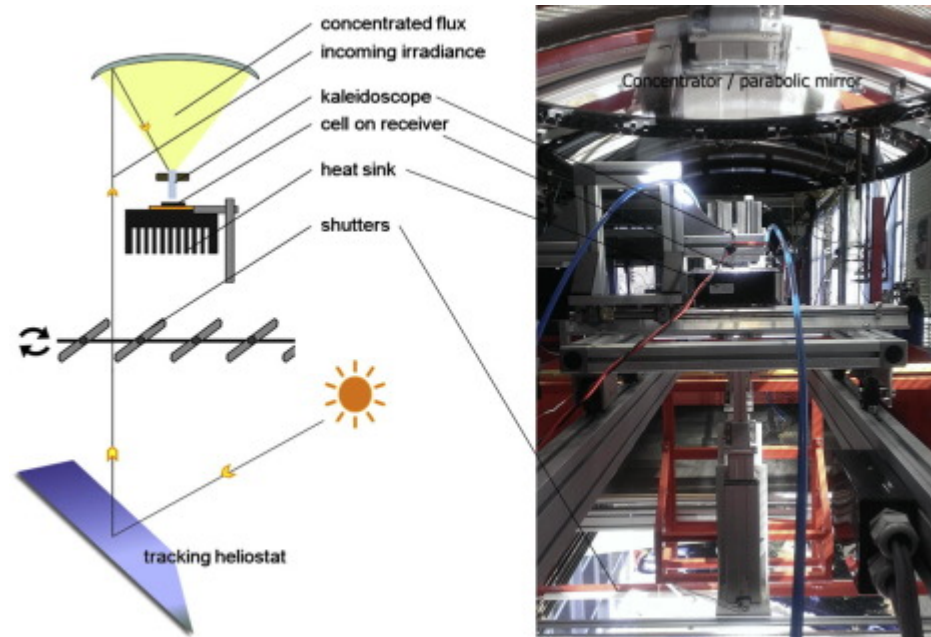 concentrated flux
incoming irradiance
kaleidoscope
cell on receiver
heat sink
shutters
tracking heliostat
Concentrator / parabolic mirror